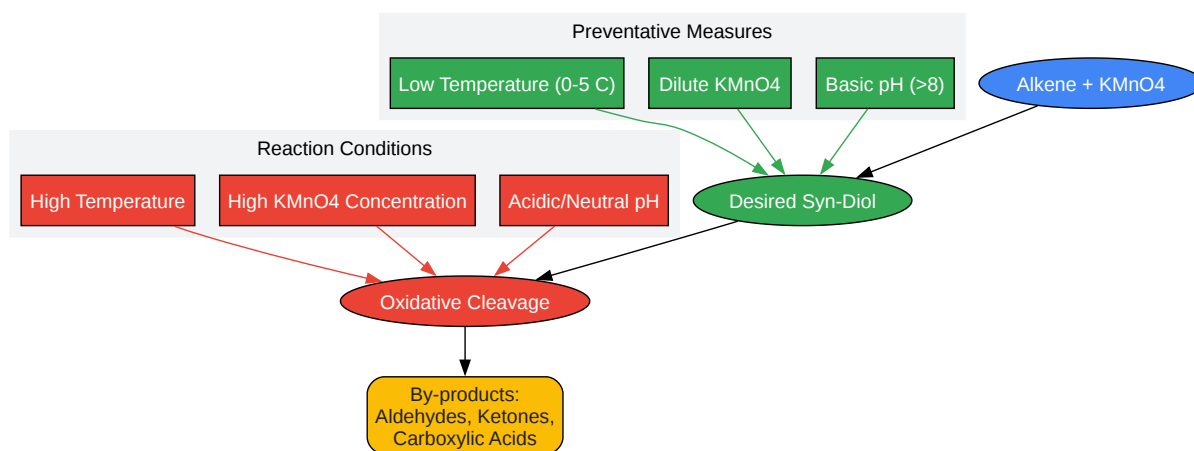 Preventative Measures
Low Temperature (0-5 C)
Dilute KMnO4
Basic pH (>8)
Alkene + KMnO4
Reaction Conditions
High Temperature
High KMnO4 Concentration
Acidic/Neutral pH
Desired Syn-Diol
Oxidative Cleavage
By-products:
Aldehydes, Ketones,
Carboxylic Acids